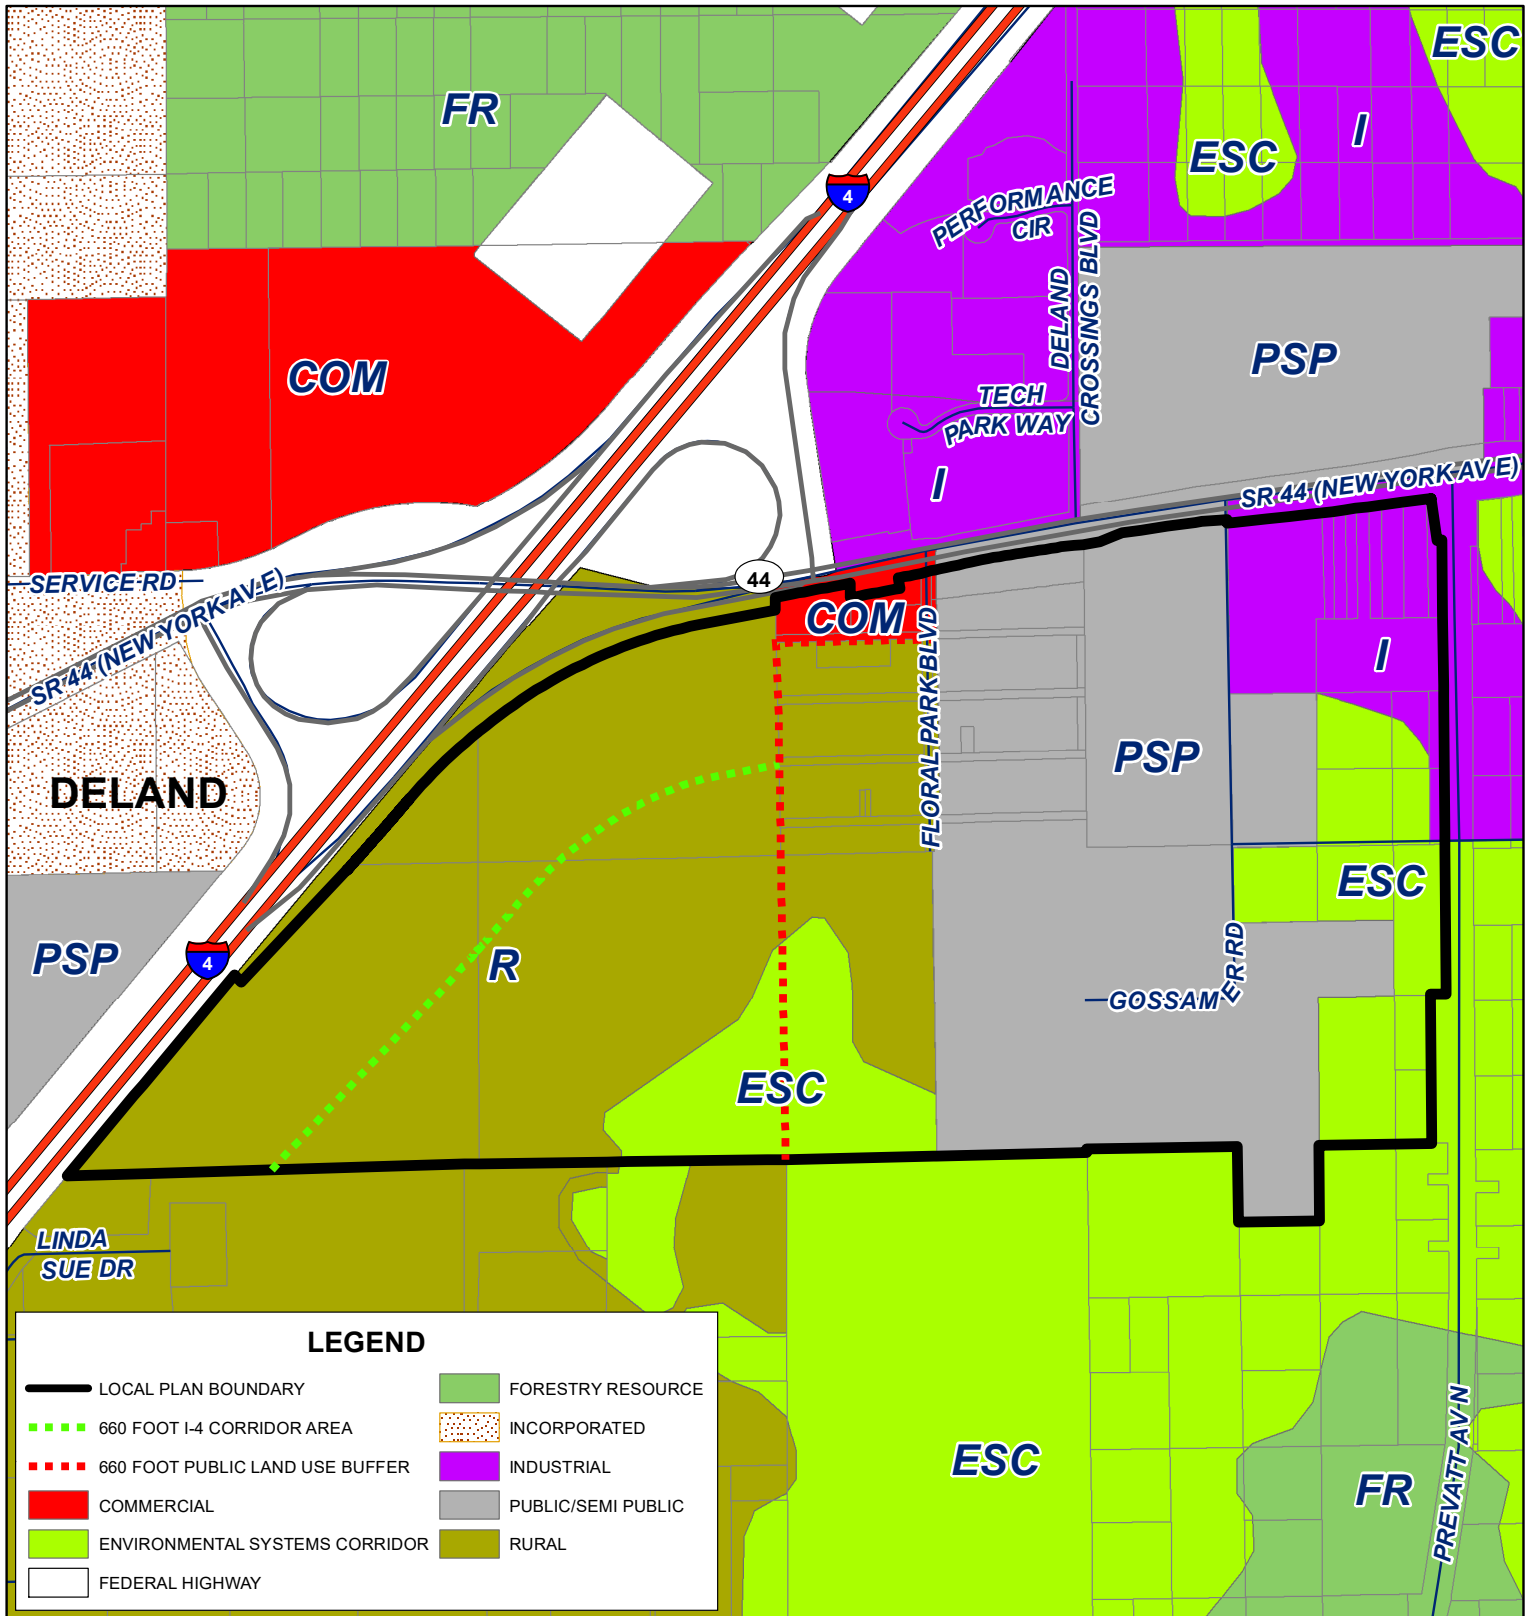 ESC
FR
I
ESC
4
PERFORMANCE
CIR
DELAND
CROSSINGS BLVD
PSP
COM
TECH
PARK WAY
I
SR 44 (NEW YORK AV E)
SERVICE RD
44
SR 44 (NEW YORK AV E)
COM
FLORAL PARK BLVD
I
PSP
DELAND
ESC
PSP
4
R
GOSSAMER RD
ESC
LINDA
SUE DR
ESC
FR
PREVATT AV N
LEGEND
LOCAL PLAN BOUNDARY
660 FOOT I-4 CORRIDOR AREA
660 FOOT PUBLIC LAND USE BUFFER
COMMERCIAL
ENVIRONMENTAL SYSTEMS CORRIDOR
FEDERAL HIGHWAY
FORESTRY RESOURCE
INCORPORATED
INDUSTRIAL
PUBLIC/SEMI PUBLIC
RURAL